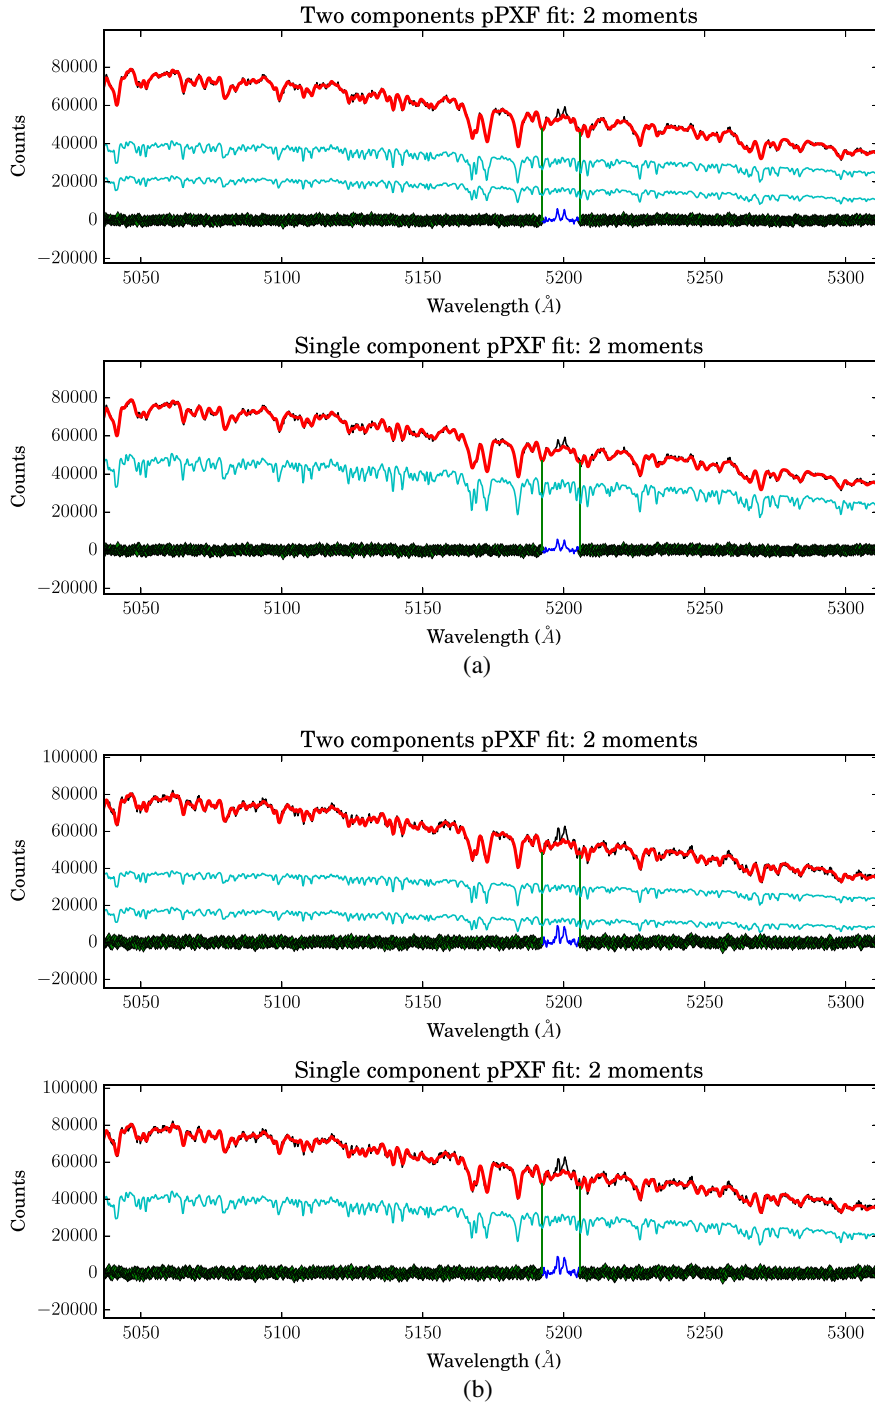 Two components pPXF fit: 2 moments
80000
60000
40000
20000
0
−20000
Counts
5050 5100 5150 5200 5250 5300
Wavelength (Å)
Single component pPXF fit: 2 moments
80000
60000
40000
20000
0
−20000
Counts
5050 5100 5150 5200 5250 5300
Wavelength (Å)
(a)
Two components pPXF fit: 2 moments
100000
80000
60000
40000
20000
0
−20000
Counts
5050 5100 5150 5200 5250 5300
Wavelength (Å)
Single component pPXF fit: 2 moments
100000
80000
60000
40000
20000
0
−20000
Counts
5050 5100 5150 5200 5250 5300
Wavelength (Å)
(b)